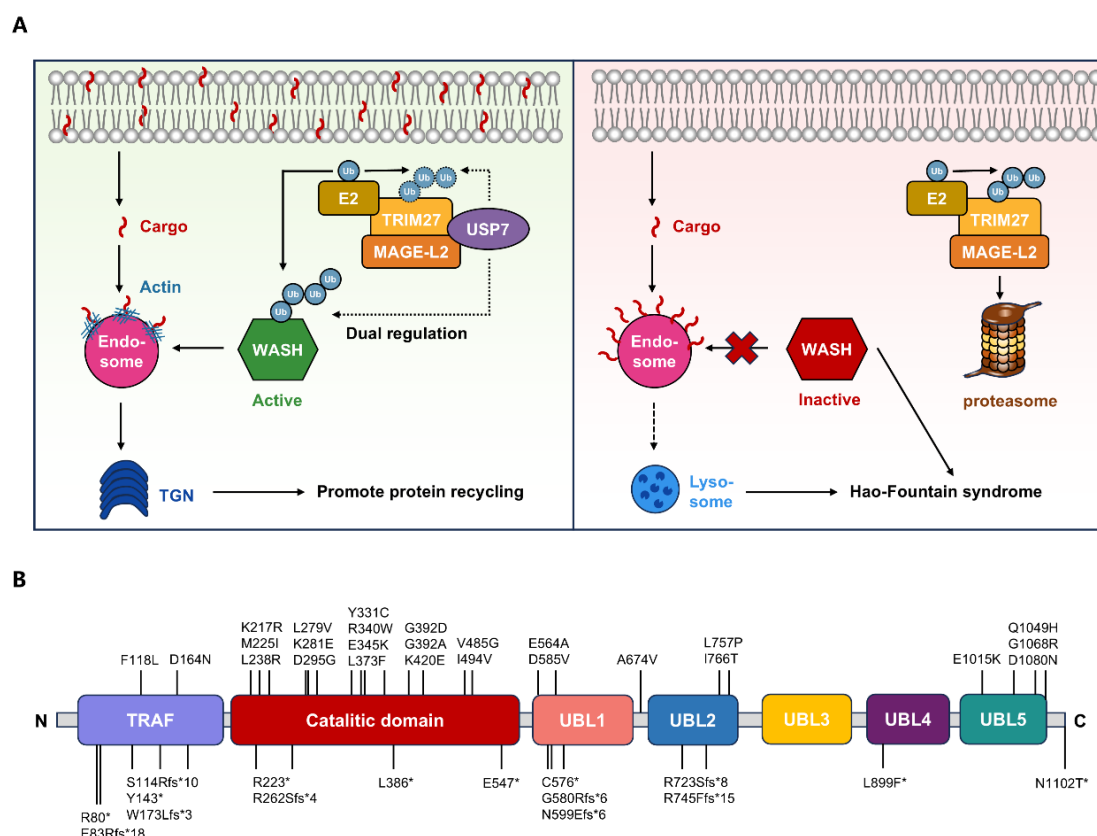 A
Ub
Ub
Ub
Ub
E2
TRIM27
USP7
MAGE-L2
Cargo
Actin
Ub
Ub
Ub
Ub
Dual regulation
Endo-
some
WASH
Active
TGN
Promote protein recycling
Ub
Ub
Ub
Ub
E2
TRIM27
MAGE-L2
Cargo
Endo-
some
WASH
Inactive
proteasome
Lyso-
some
Hao-Fountain syndrome
B
F118L
D164N
K217R
M225I
L238R
L279V
K281E
D295G
Y331C
R340W
E345K
L373F
G392D
G392A
K420E
V485G
I494V
E564A
D585V
A674V
L757P
I766T
E1015K
Q1049H
G1068R
D1080N
N
TRAF
Catalitic domain
UBL1
UBL2
UBL3
UBL4
UBL5
C
R80*
E83Rfs*18
S114Rfs*10
Y143*
W173Lfs*3
R223*
R262Sfs*4
L386*
E547*
C576*
G580Rfs*6
N599Efs*6
R723Sfs*8
R745Ffs*15
L899F*
N1102T*